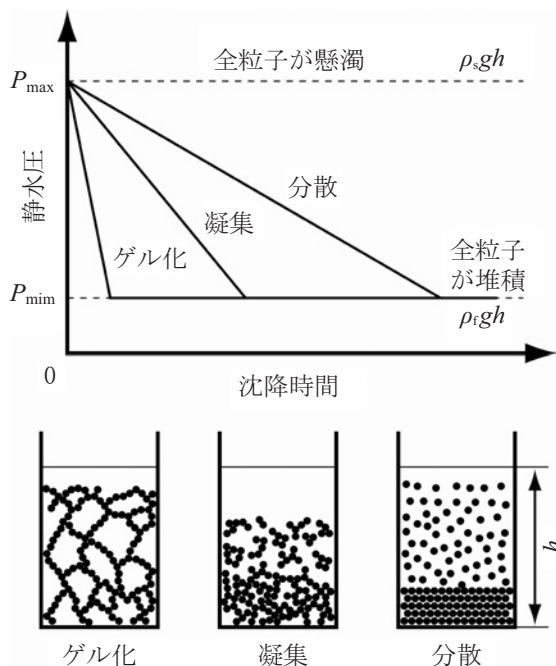 全粒子が懸濁
ρsgh
Pmax
静水圧
分散
凝集
ゲル化
全粒子
が堆積
Pmim
ρfgh
0
沈降時間
h
ゲル化
凝集
分散